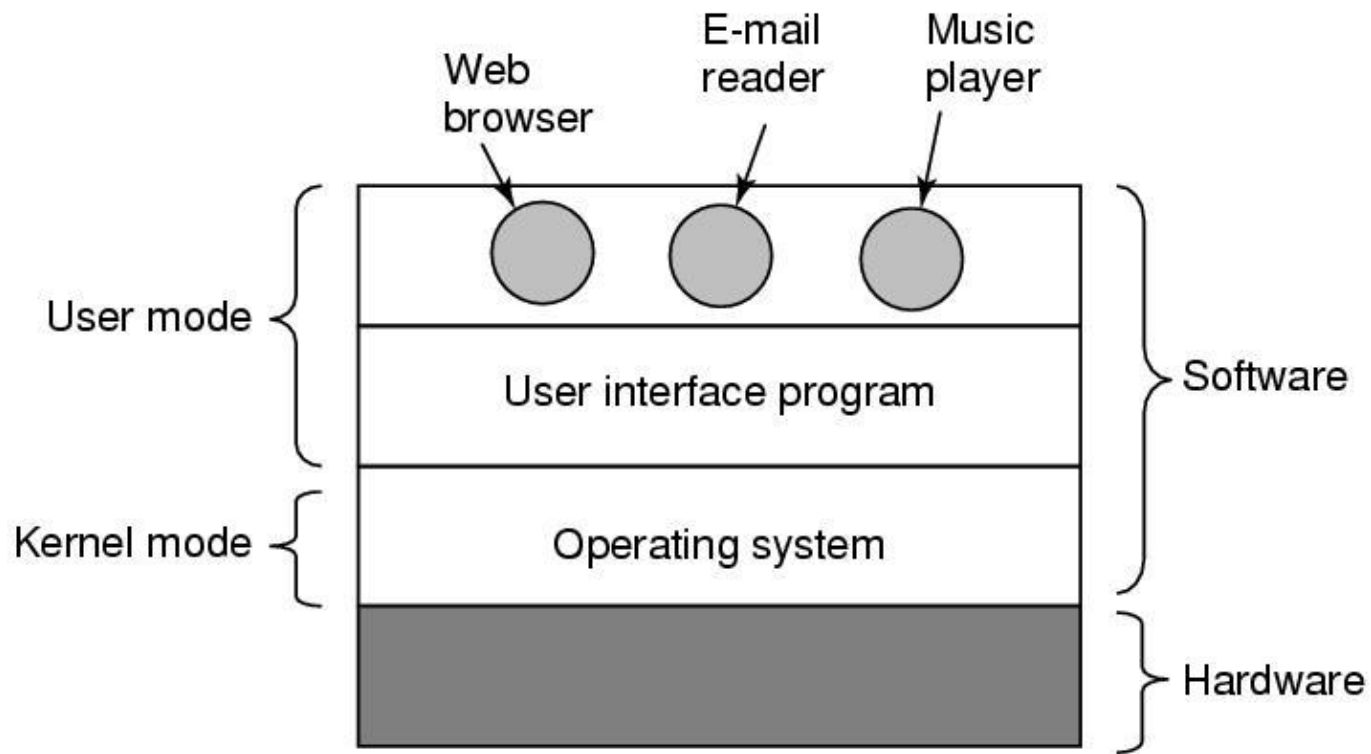 Web
browser
E-mail
reader
Music
player
User mode
User interface program
Software
Kernel mode
Operating system
Hardware